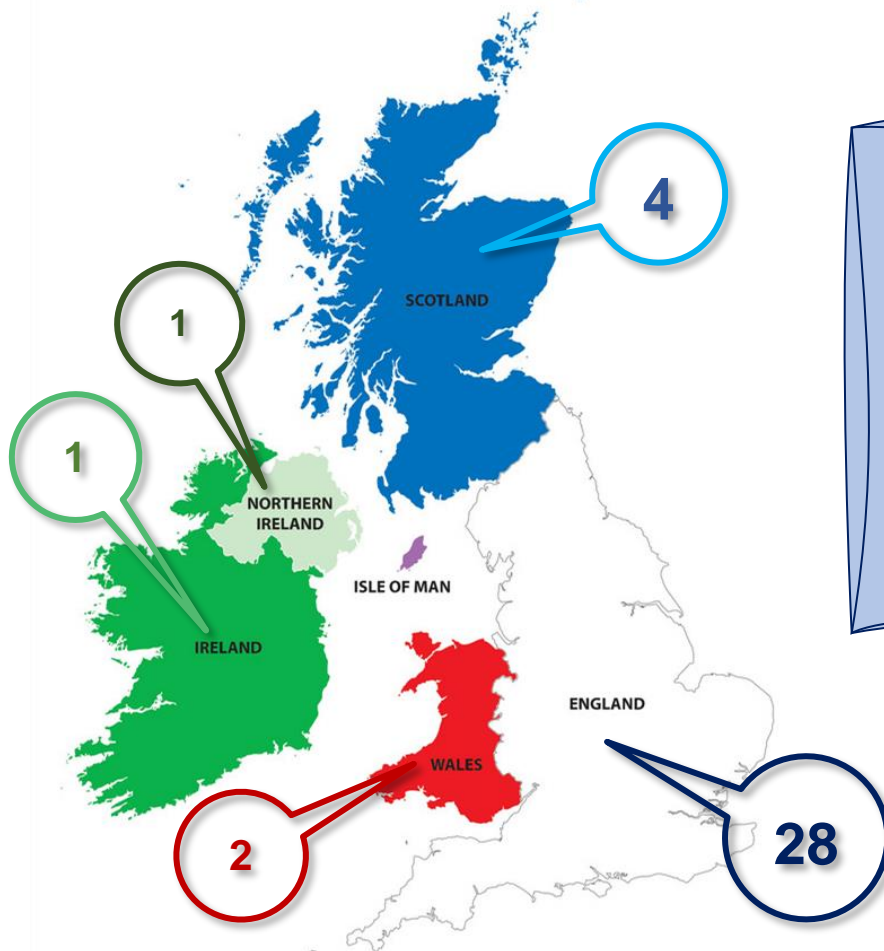 4
SCOTLAND
1
1
NORTHERN
IRELAND
ISLE OF MAN
IRELAND
ENGLAND
WALES
2
28